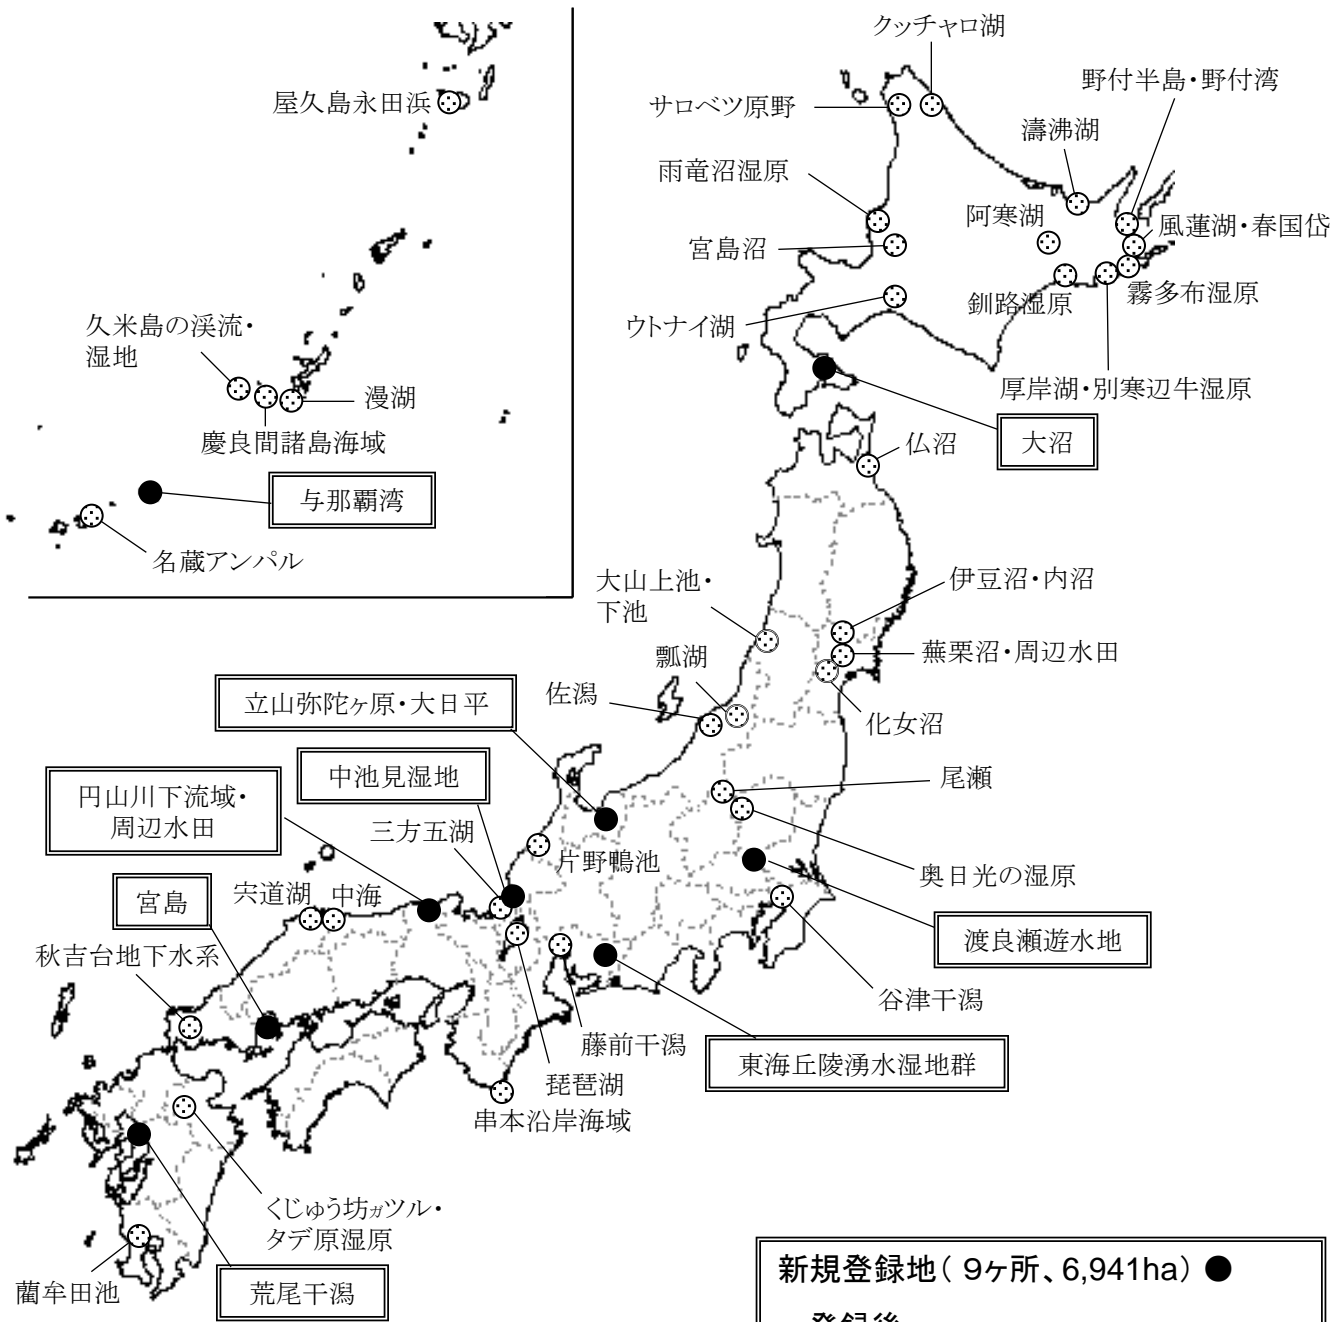 クッチャロ湖
野付半島・野付湾
屋久島永田浜
サロベツ原野
濤沸湖
雨竜沼湿原
阿寒湖
風蓮湖・春国岱
宮島沼
霧多布湿原
釧路湿原
ウトナイ湖
久米島の渓流・
湿地
厚岸湖・別寒辺牛湿原
漫湖
慶良間諸島海域
大沼
仏沼
与那覇湾
名蔵アンパル
大山上池・
下池
伊豆沼・内沼
蕪栗沼・周辺水田
瓢湖
佐潟
化女沼
立山弥陀ヶ原・大日平
中池見湿地
尾瀬
円山川下流域・
周辺水田
三方五湖
片野鴨池
奥日光の湿原
宮島
宍道湖
中海
渡良瀬遊水地
秋吉台地下水系
谷津干潟
藤前干潟
東海丘陵湧水湿地群
琵琶湖
串本沿岸海域
くじゅう坊ガツル・
タデ原湿原
藺牟田池
荒尾干潟
新規登録地( 9ヶ所、6,941ha) ●